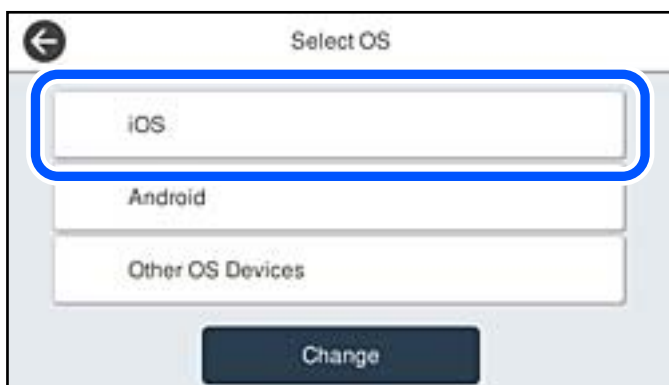 Select OS
iOS
Android
Other OS Devices
Change